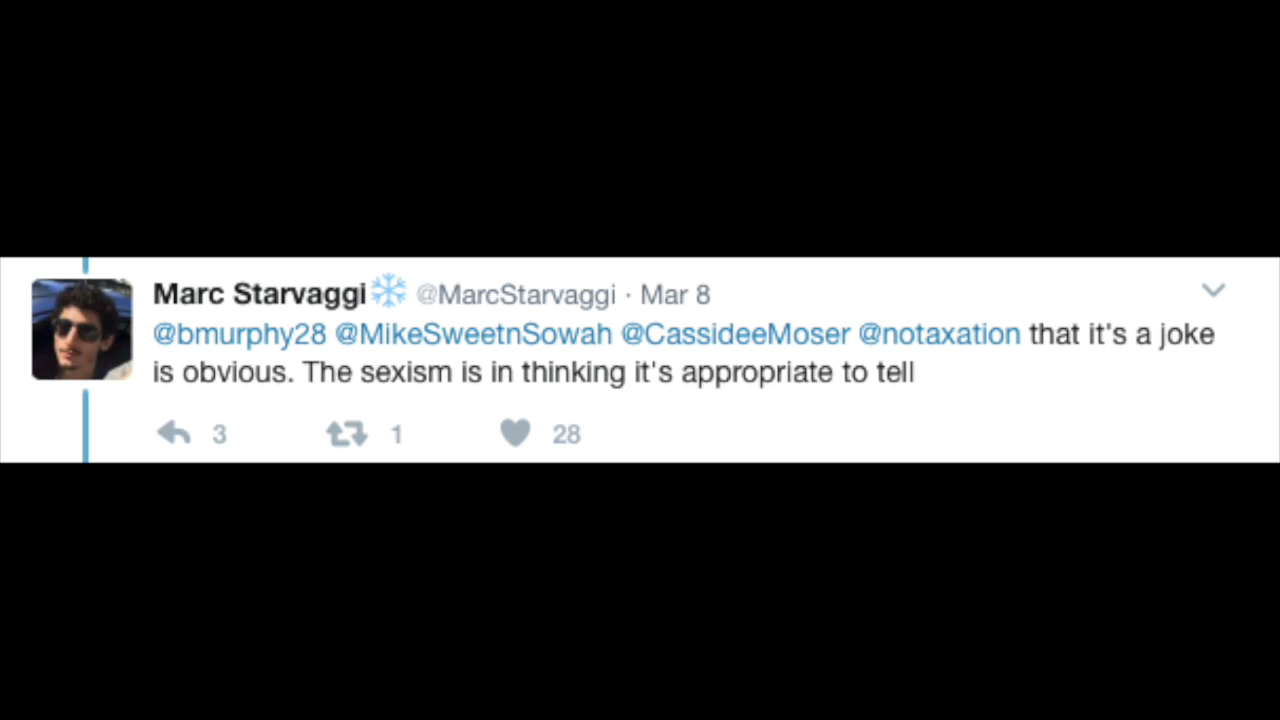 Marc Starvaggi❄️ @MarcStarvaggi · Mar 8
@bmurphy28 @MikeSweetnSowah @CassideeMoser @notaxation that it's a joke
is obvious. The sexism is in thinking it's appropriate to tell
3 1 28